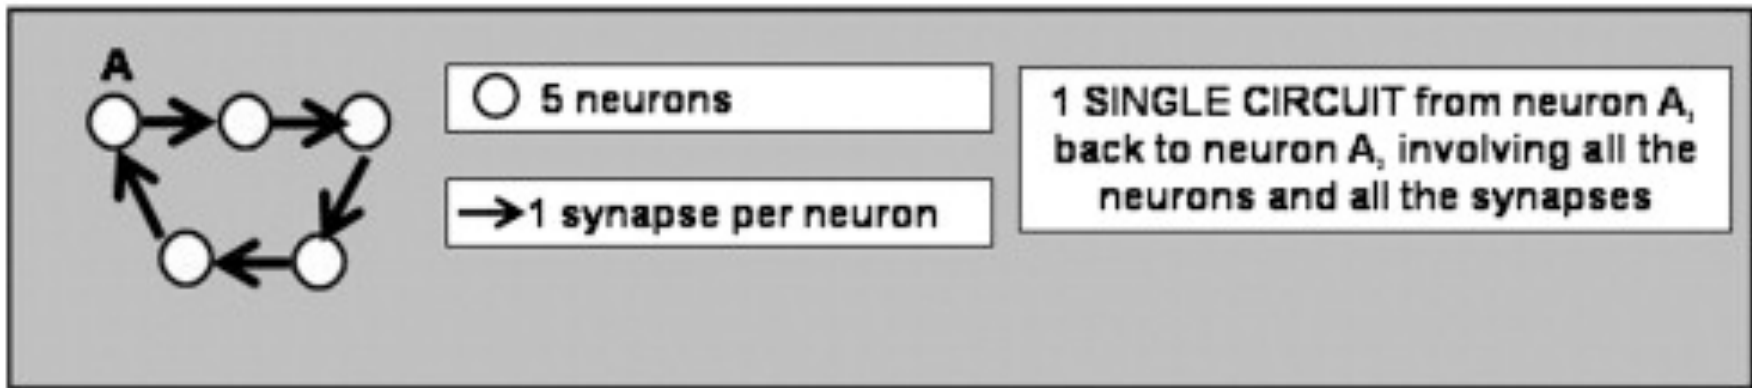 A
5 neurons
1 synapse per neuron
1 SINGLE CIRCUIT from neuron A,
back to neuron A, involving all the
neurons and all the synapses